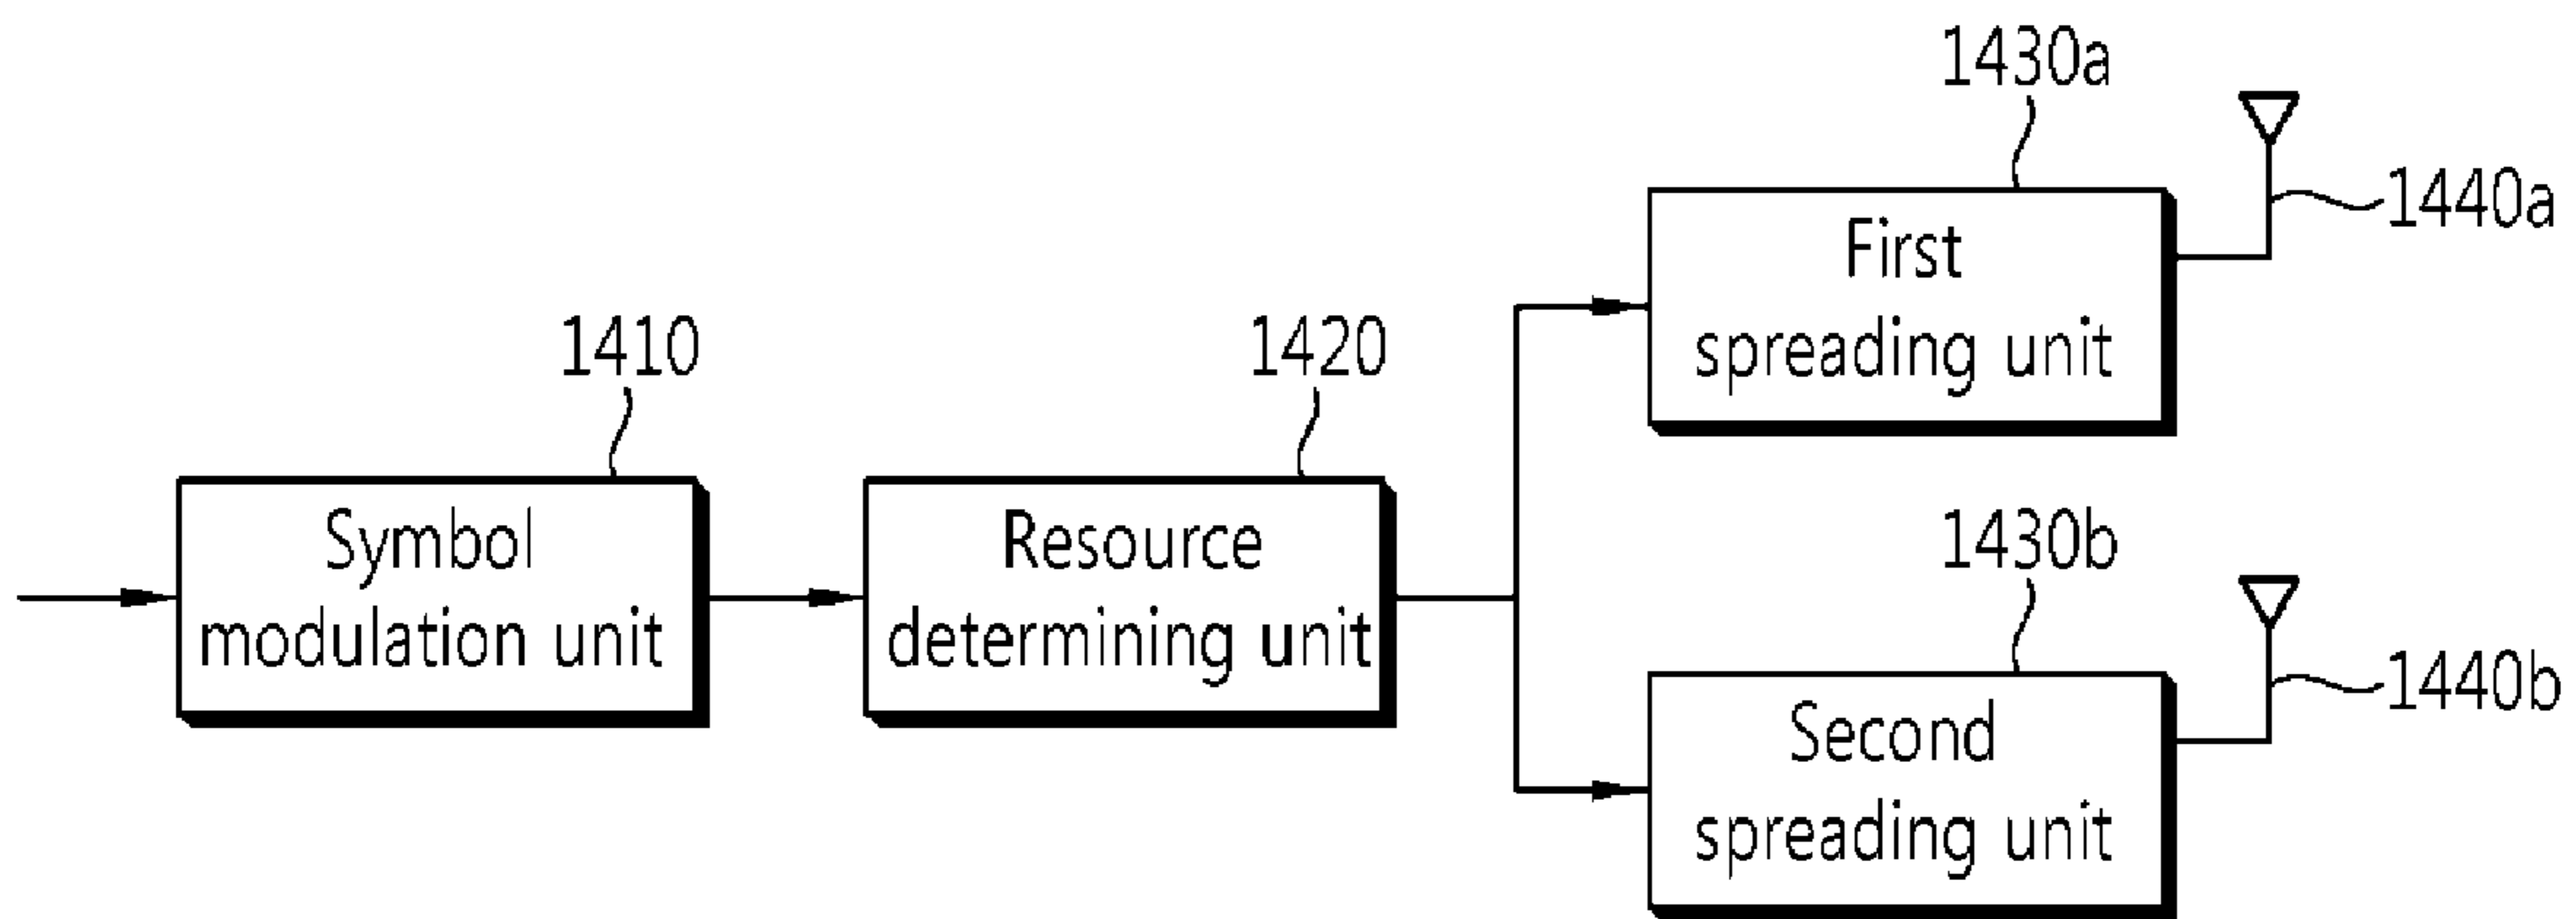 1430a
1440a
First
spreading unit
1410
1420
Symbol
modulation unit
Resource
determining unit
1430b
1440b
Second
spreading unit